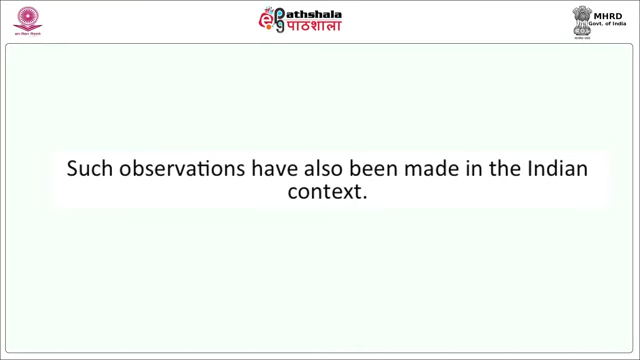 ePathshala
पाठशाला
MHRD
Govt. of India
Such observations have also been made in the Indian
context.